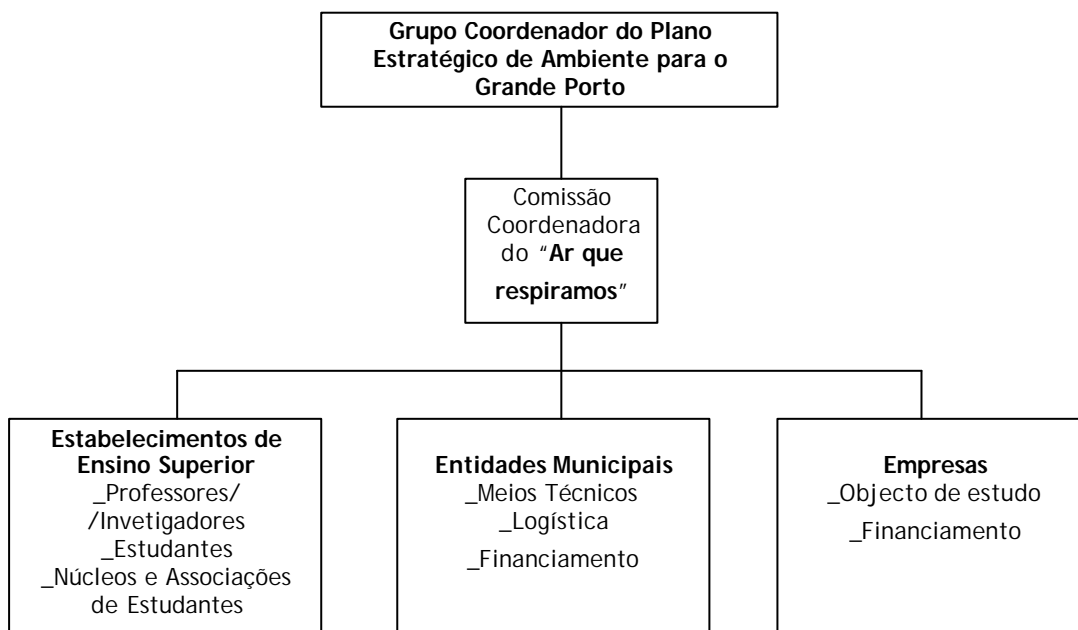 Grupo Coordenador do Plano
Estratégico de Ambiente para o
Grande Porto
Comissão
Coordenadora
do "Ar que
respiramos"
Estabelecimentos de
Ensino Superior
_Professores/
/Invetigadores
_Estudantes
_Núcleos e Associações
de Estudantes
Entidades Municipais
_Meios Técnicos
_Logística
_Financiamento
Empresas
_Objecto de estudo
_Financiamento